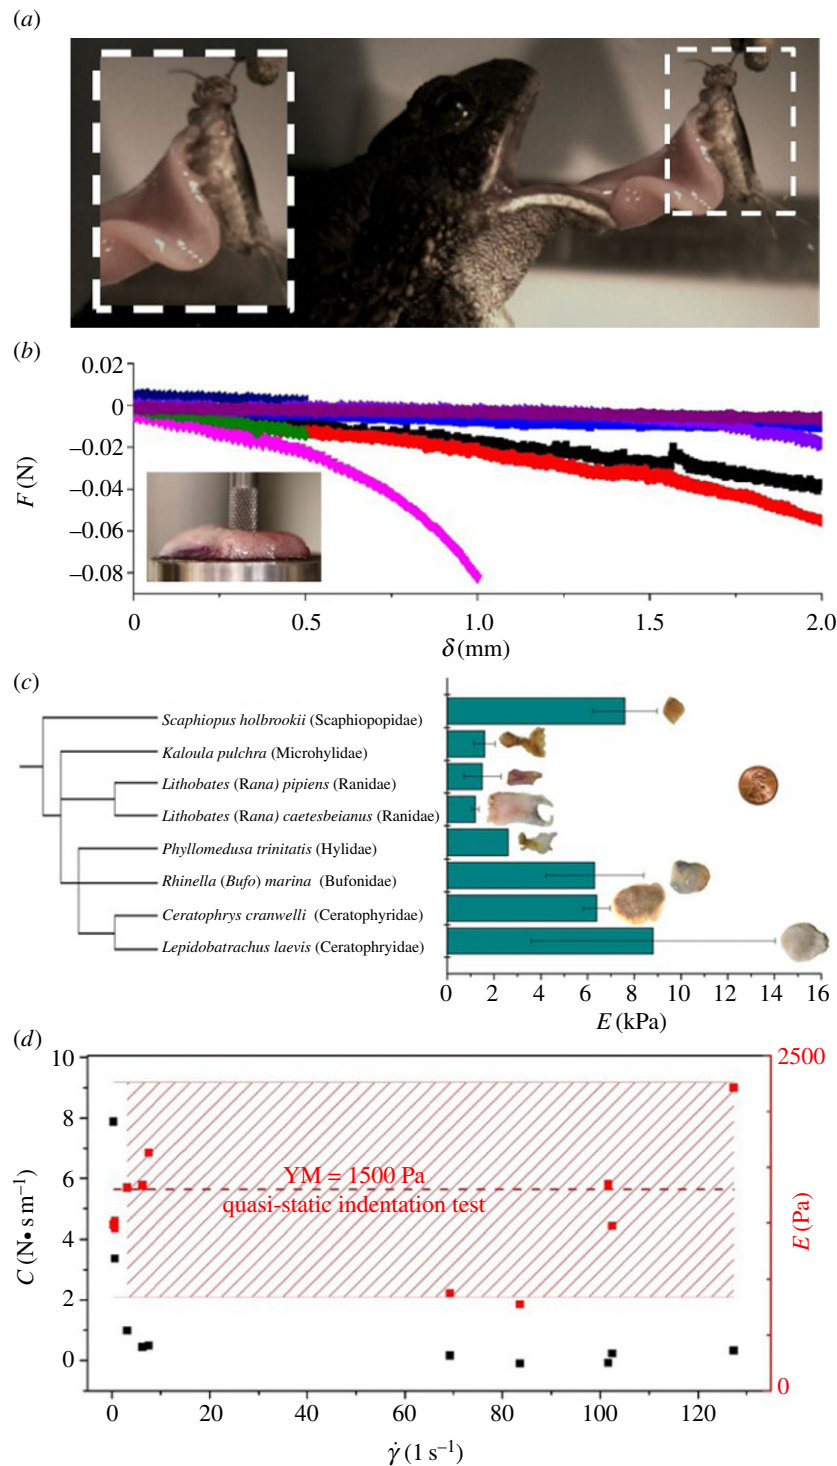 (a)
(b)
0.02
0
–0.02
–0.04
–0.06
–0.08
F (N)
0 0.5 1.0 1.5 2.0
δ (mm)
(c)
Scaphiopus holbrookii (Scaphiopopidae)
Kaloula pulchra (Microhylidae)
Lithobates (Rana) pipiens (Ranidae)
Lithobates (Rana) caetesbeianus (Ranidae)
Phyllomedusa trinitatis (Hylidae)
Rhinella (Bufo) marina (Bufonidae)
Ceratophrys cranwelli (Ceratophyridae)
Lepidobatrachus laevis (Ceratophryidae)
0 2 4 6 8 10 12 14 16
E (kPa)
(d)
10
8
6
4
2
0
C (N• s m⁻¹)
YM = 1500 Pa
quasi-static indentation test
2500
0
E (Pa)
0 20 40 60 80 100 120
γ̇ (1 s⁻¹)